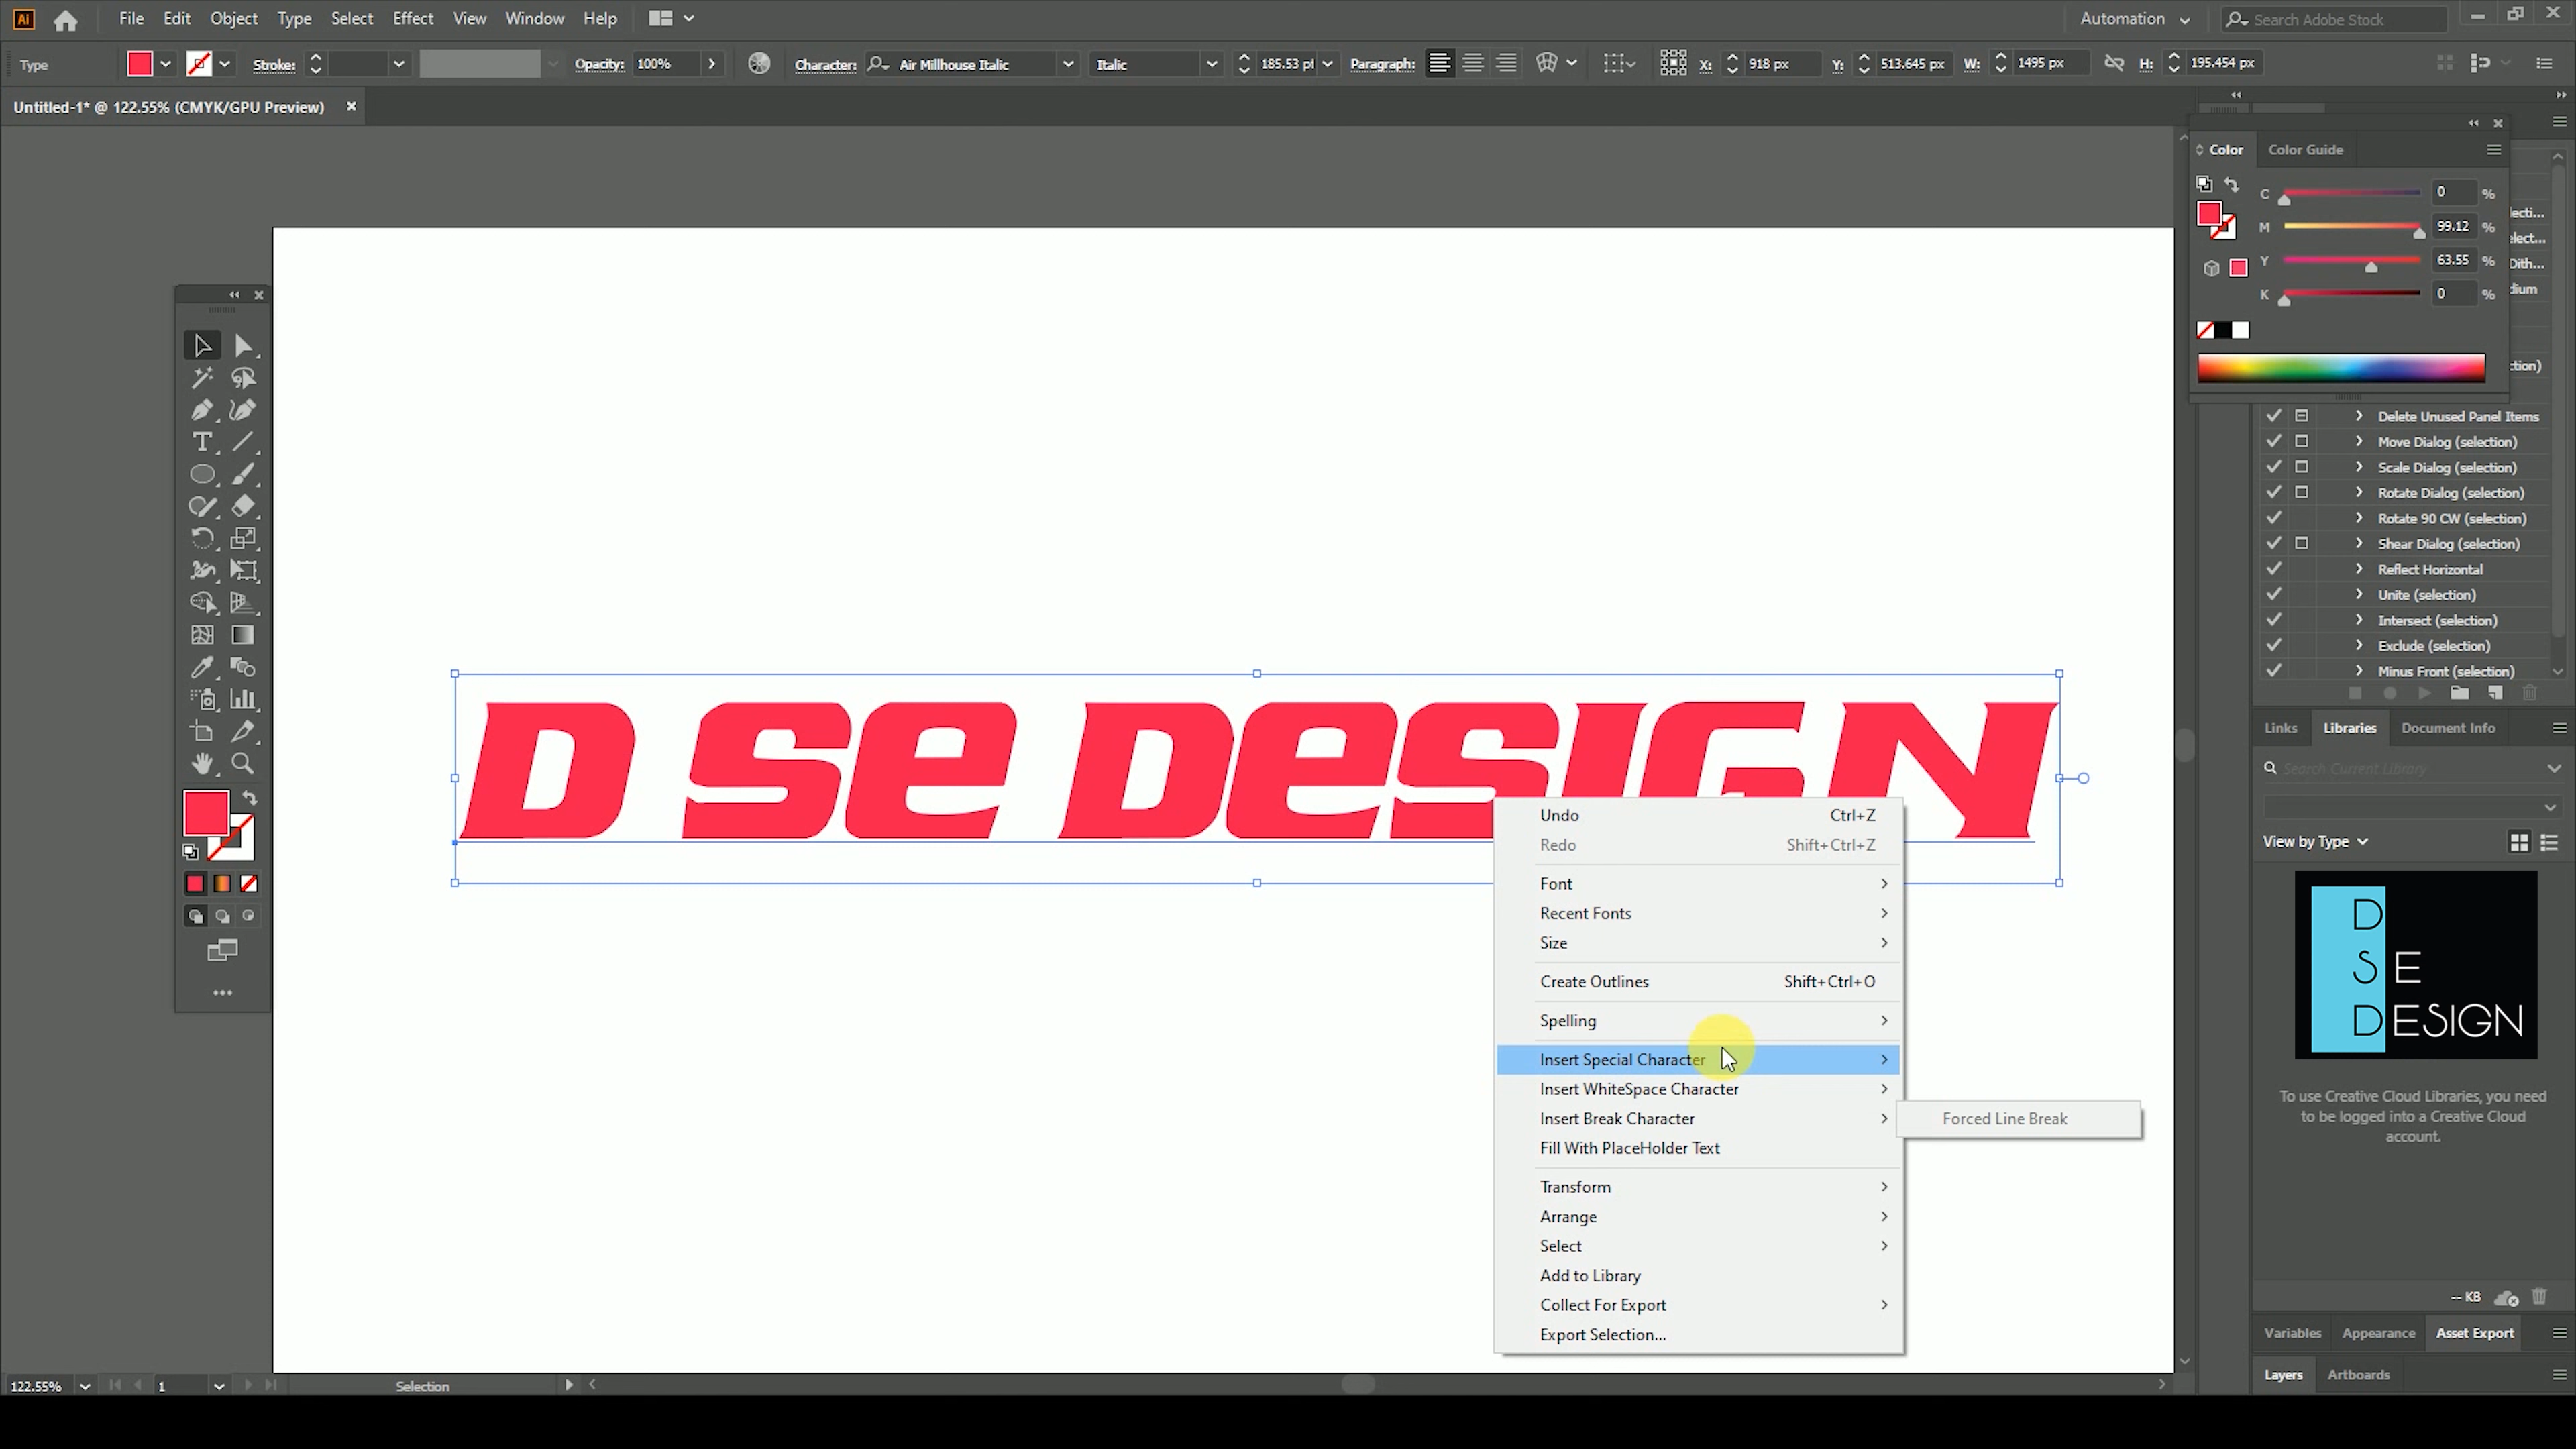 Ai File Edit Object Type Select Effect View Window Help Automation Search Adobe Stock
Type Stroke: Opacity: 100% Character: Air Millhouse Italic Italic 185.53 pt Paragraph: X: 918 px Y: 513.645 px W: 1495 px H: 195.454 px
Untitled-1* @ 122.55% (CMYK/GPU Preview)
Color Color Guide
C 0 %
M 99.12 %
Y 63.55 %
K 0 %
Delete Unused Panel Items
Move Dialog (selection)
Scale Dialog (selection)
Rotate Dialog (selection)
Rotate 90 CW (selection)
Shear Dialog (selection)
Reflect Horizontal
Unite (selection)
Intersect (selection)
Exclude (selection)
Minus Front (selection)
D Se DeSIGN
Undo Ctrl+Z
Redo Shift+Ctrl+Z
Font
Recent Fonts
Size
Create Outlines Shift+Ctrl+O
Spelling
Insert Special Character
Insert WhiteSpace Character
Insert Break Character
Forced Line Break
Fill With PlaceHolder Text
Transform
Arrange
Select
Add to Library
Collect For Export
Export Selection...
Links Libraries Document Info
Search Current Library
View by Type
D
S E
DESIGN
To use Creative Cloud Libraries, you need
to be logged into a Creative Cloud
account.
-- KB
Variables Appearance Asset Export
Layers Artboards
122.55% 1 Selection